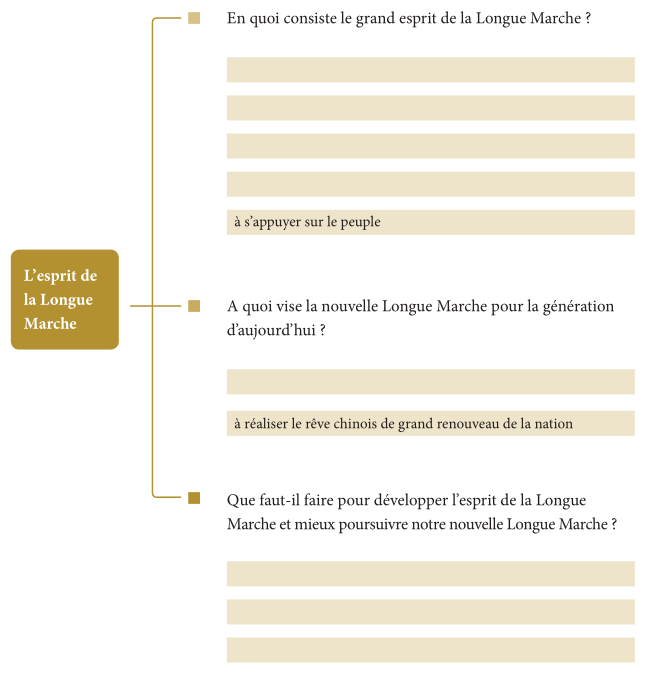 En quoi consiste le grand esprit de la Longue Marche ?
à s'appuyer sur le peuple
L'esprit de
la Longue
Marche
A quoi vise la nouvelle Longue Marche pour la génération
d'aujourd'hui ?
à réaliser le rêve chinois de grand renouveau de la nation
Que faut-il faire pour développer l'esprit de la Longue
Marche et mieux poursuivre notre nouvelle Longue Marche ?